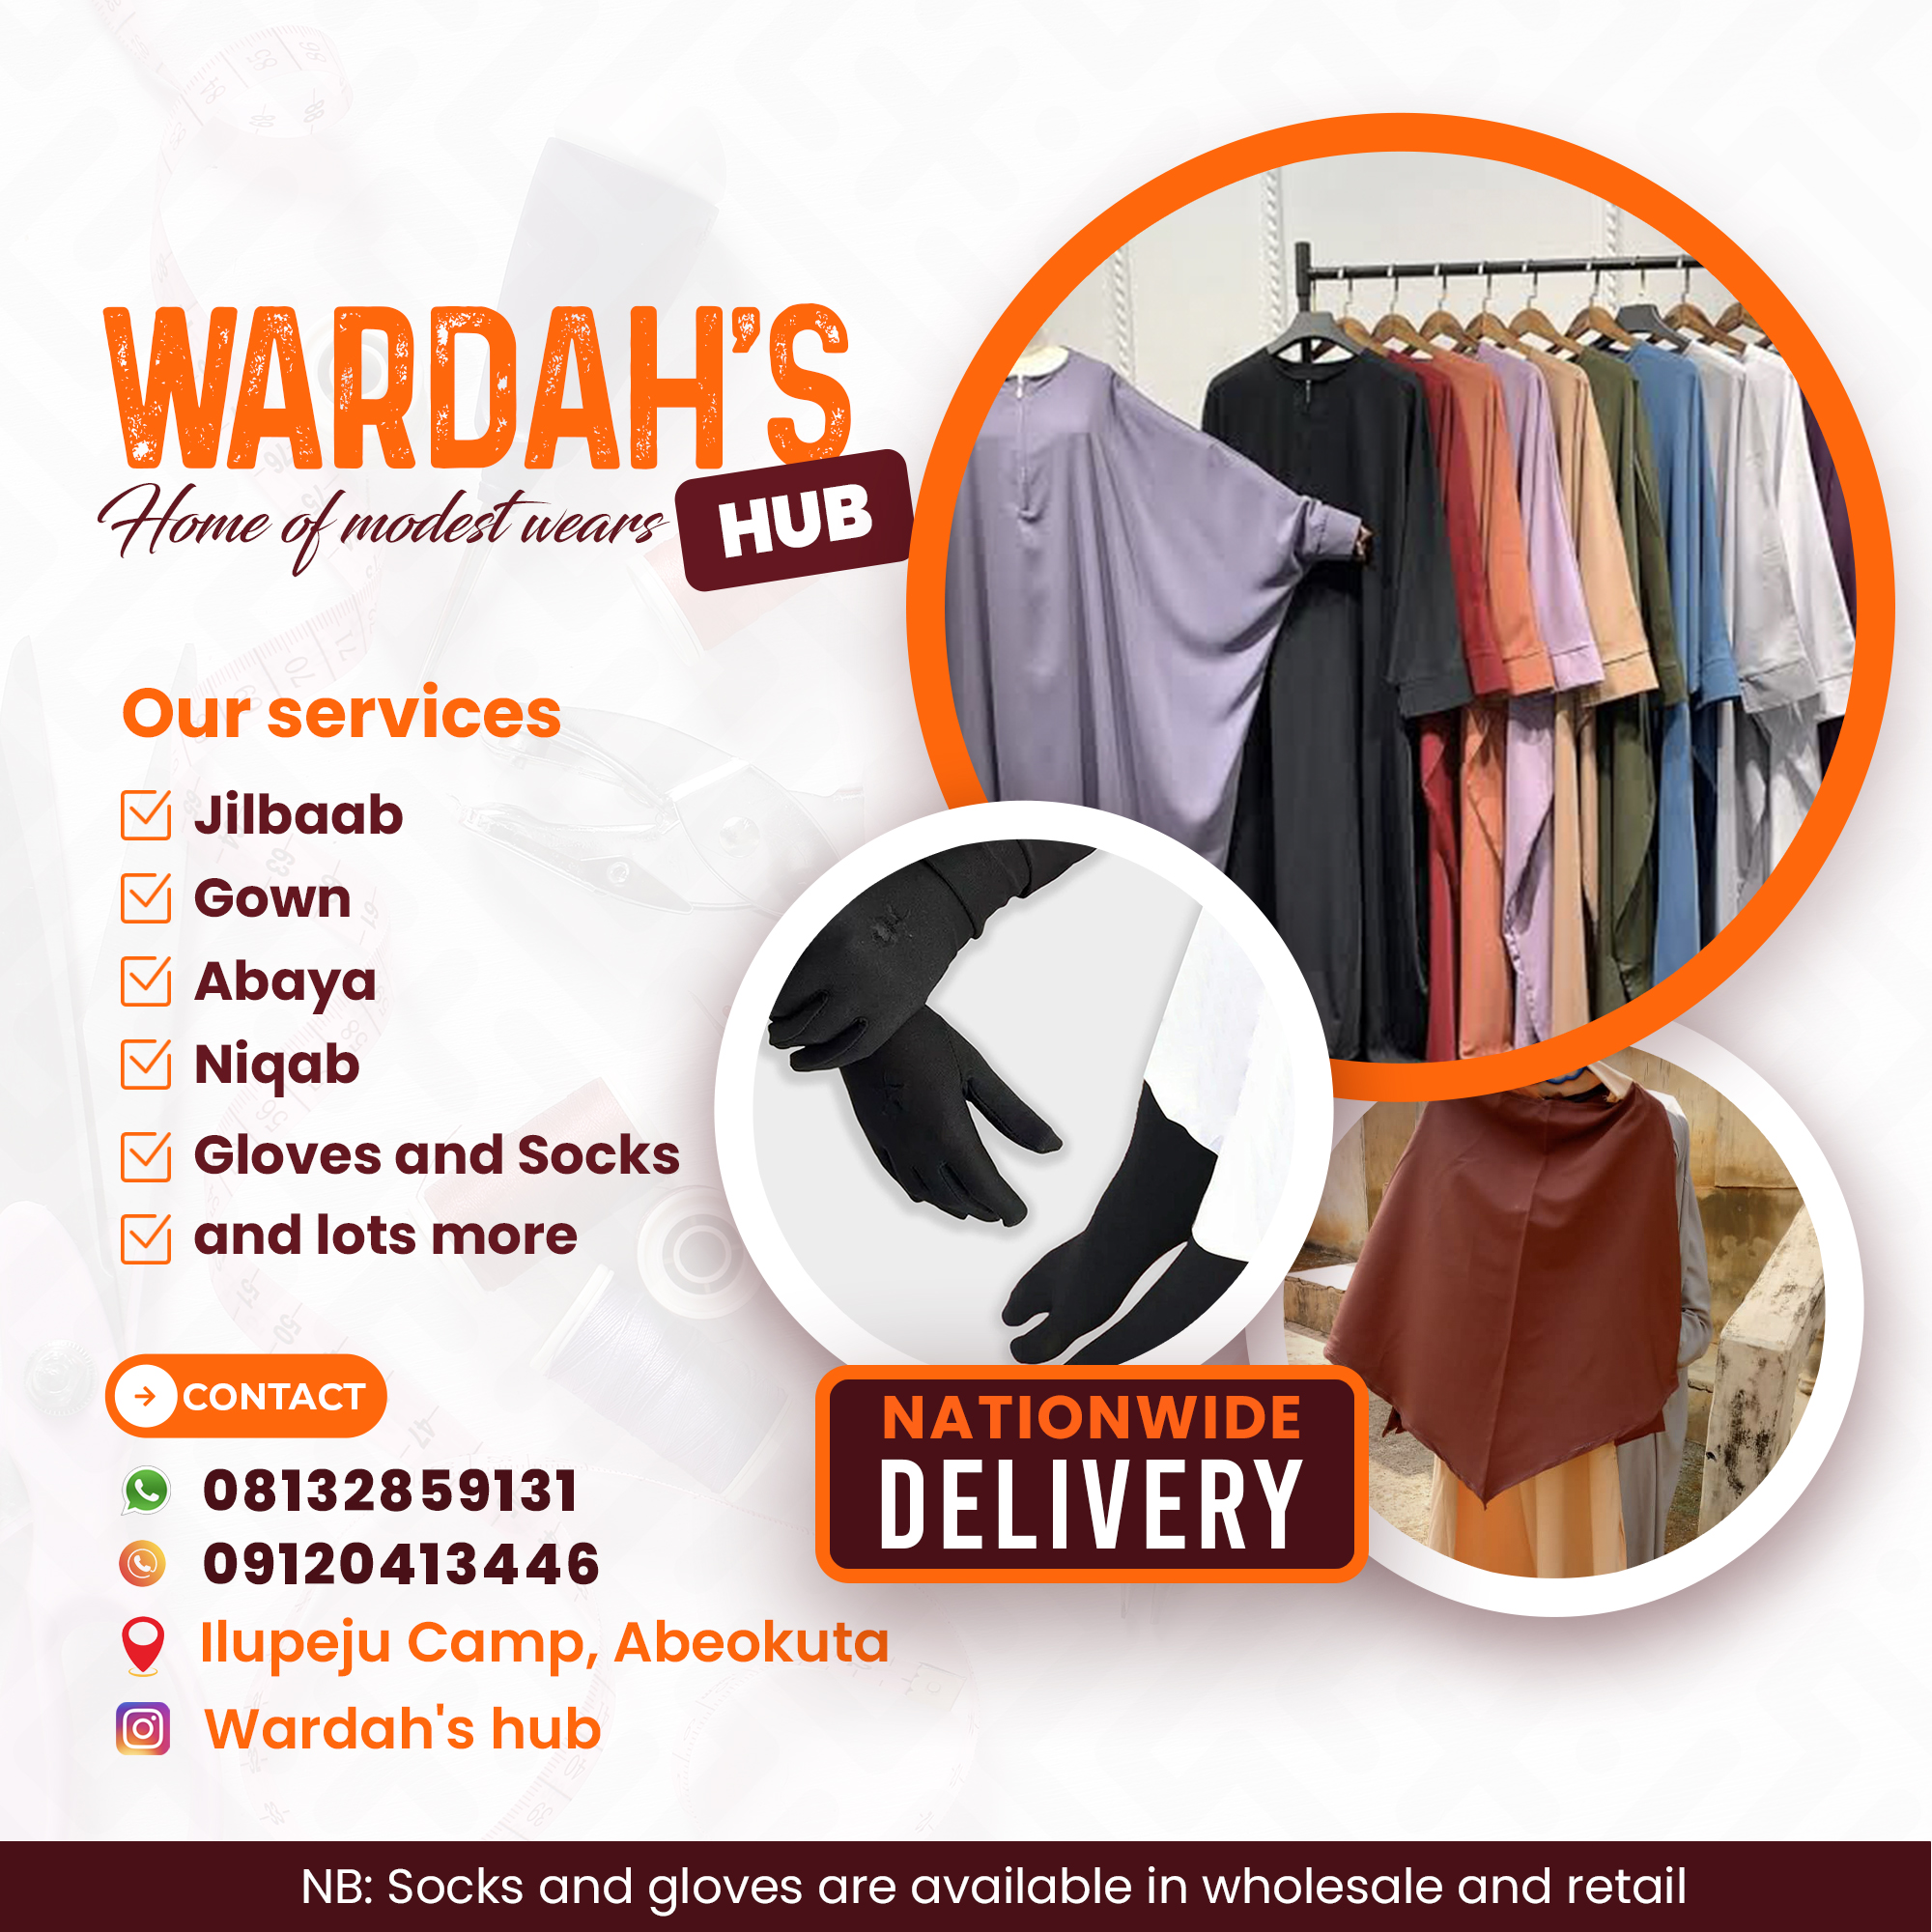 WARDAH'S
HUB
Home of modest wears
Our services
Jilbaab
Gown
Abaya
Niqab
Gloves and Socks
and lots more
CONTACT
08132859131
09120413446
Ilupeju Camp, Abeokuta
Wardah's hub
NATIONWIDE
DELIVERY
NB: Socks and gloves are available in wholesale and retail